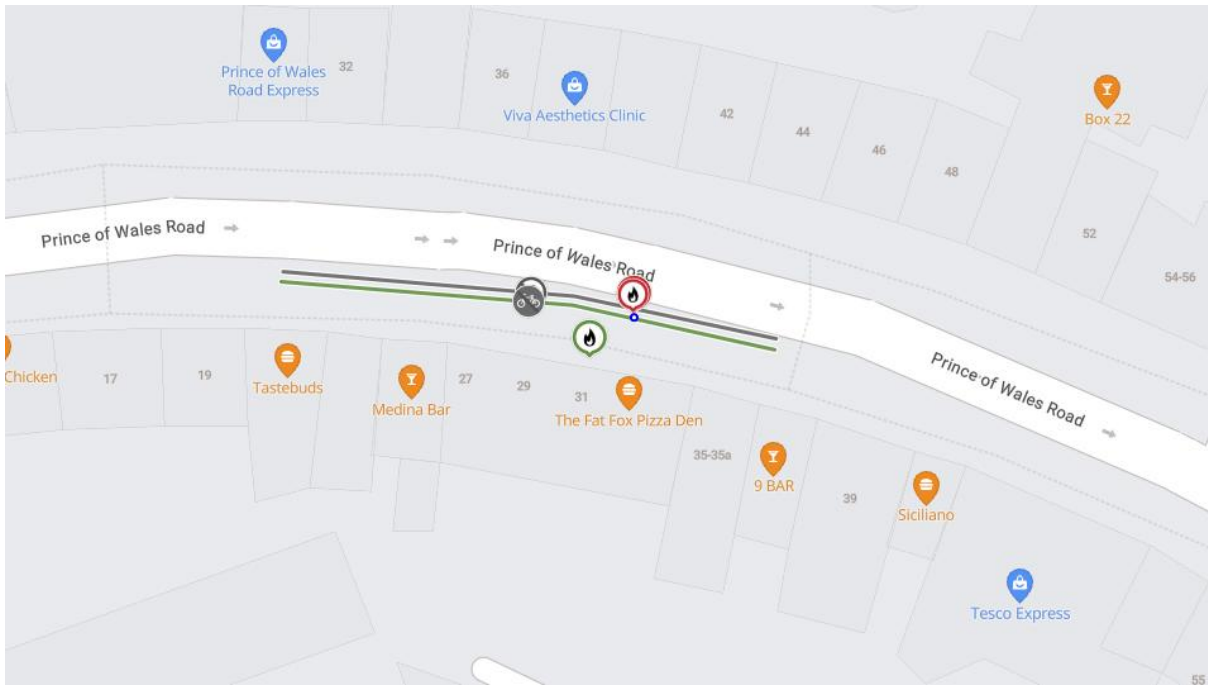 Prince of Wales
Road Express
32
36
Viva Aesthetics Clinic
42
44
46
48
Box 22
52
54-56
Prince of Wales Road
Prince of Wales Road
Prince of Wales Road
Chicken
17
19
Tastebuds
Medina Bar
27
29
31
The Fat Fox Pizza Den
35-35a
9 BAR
39
Siciliano
Tesco Express
55